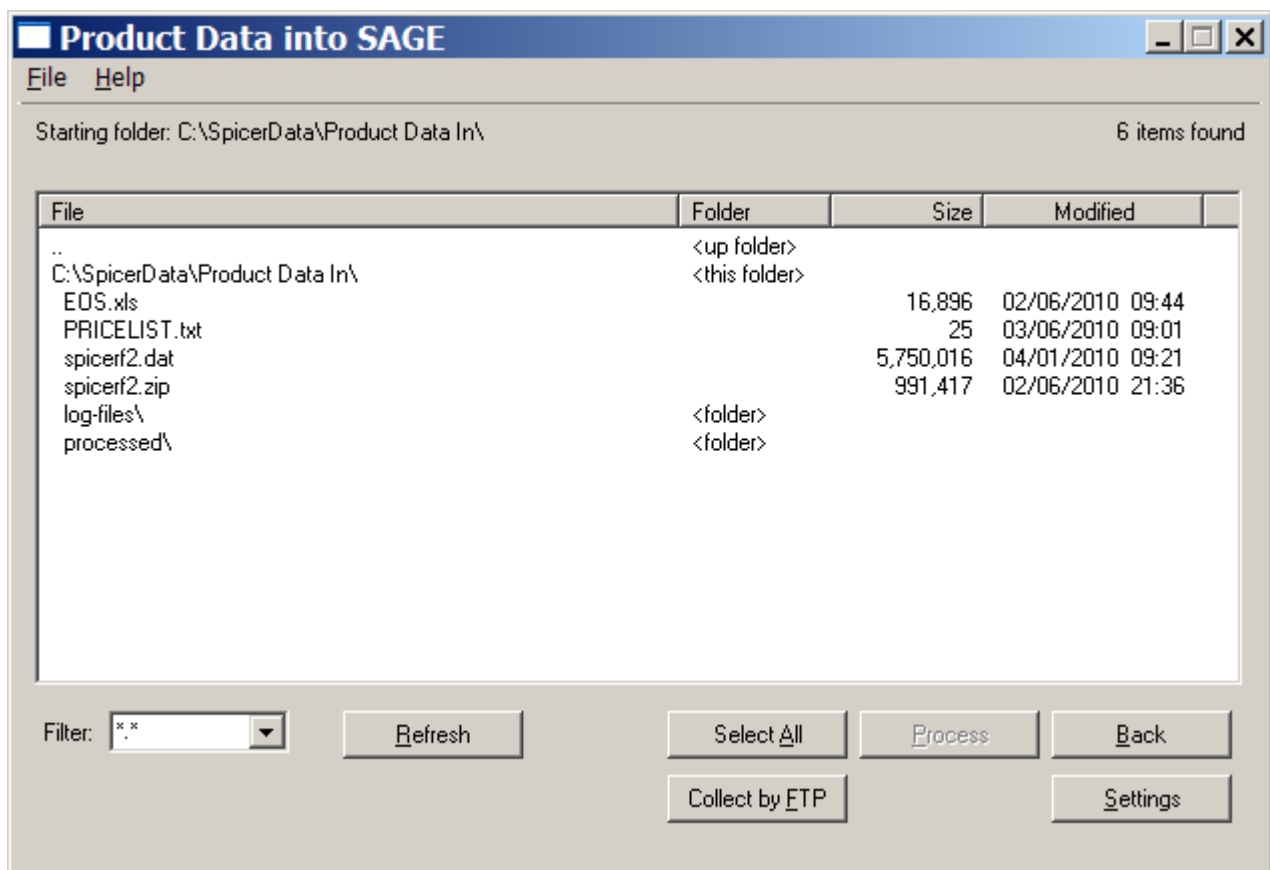 Product Data into SAGE
File Help
Starting folder: C:\SpicerData\Product Data In\ 6 items found
File Folder Size Modified
.. <up folder>
C:\SpicerData\Product Data In\ <this folder>
EOS.xls 16,896 02/06/2010 09:44
PRICELIST.txt 25 03/06/2010 09:01
spicerf2.dat 5,750,016 04/01/2010 09:21
spicerf2.zip 991,417 02/06/2010 21:36
log-files\ <folder>
processed\ <folder>
Filter: *.* Refresh Select All Process Back
Collect by FTP Settings